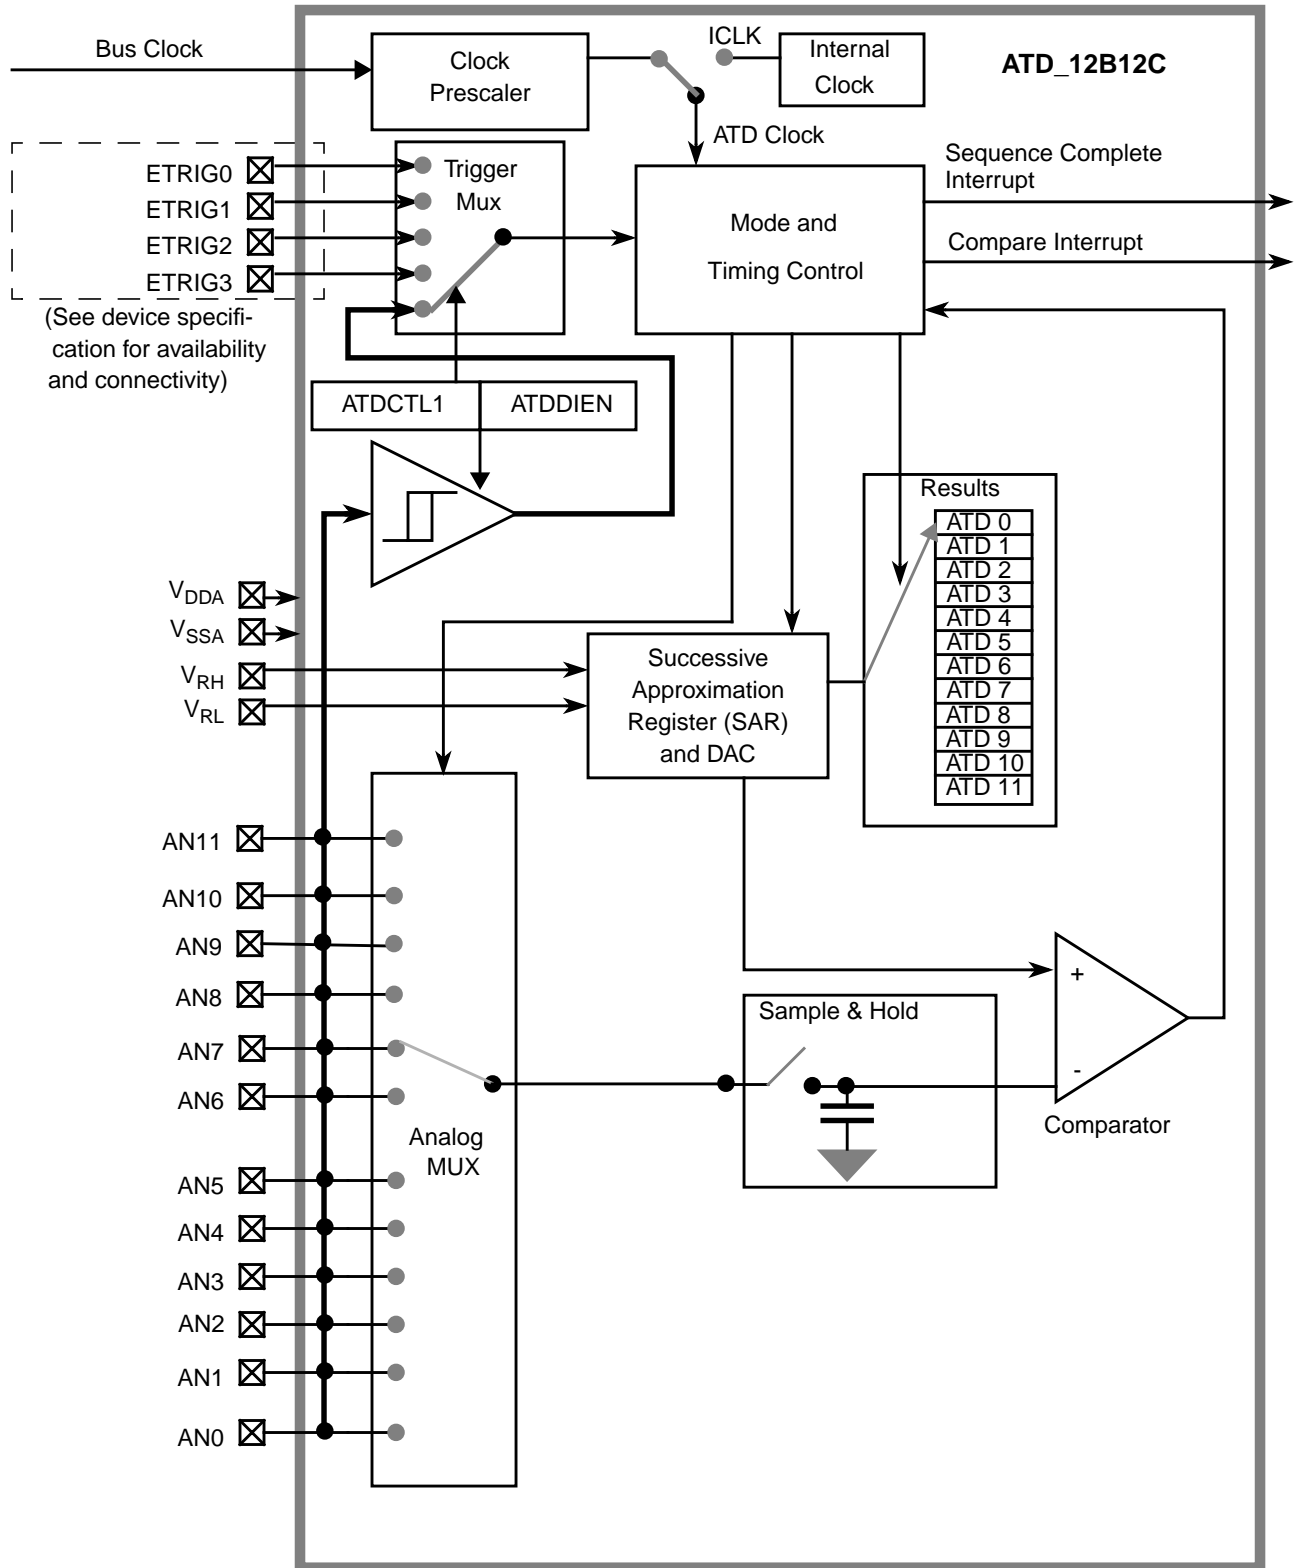 Bus Clock
Clock
Prescaler
ICLK
Internal
Clock
ATD_12B12C
ATD Clock
ETRIG0
ETRIG1
ETRIG2
ETRIG3
(See device specifi-
cation for availability
and connectivity)
Trigger
Mux
Mode and
Timing Control
Sequence Complete
Interrupt
Compare Interrupt
ATDCTL1
ATDDIEN
Results
ATD 0
ATD 1
ATD 2
ATD 3
ATD 4
ATD 5
ATD 6
ATD 7
ATD 8
ATD 9
ATD 10
ATD 11
VDDA
VSSA
VRH
VRL
Successive
Approximation
Register (SAR)
and DAC
AN11
AN10
AN9
AN8
AN7
AN6
AN5
AN4
AN3
AN2
AN1
AN0
Analog
MUX
Sample & Hold
+
-
Comparator